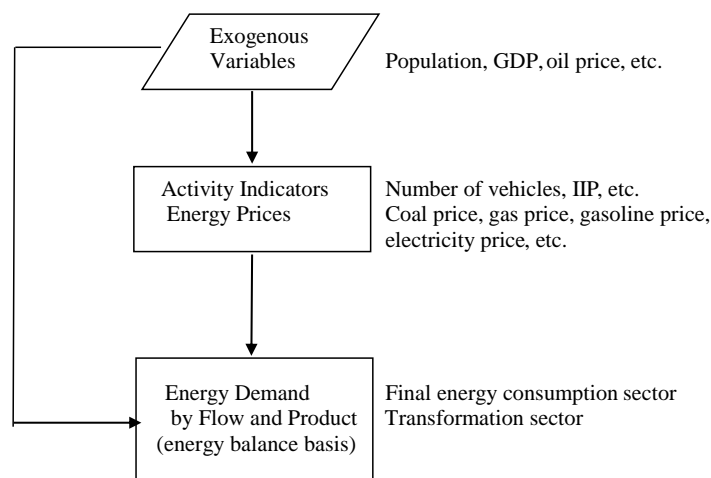 Exogenous
Variables
Population, GDP, oil price, etc.
Activity Indicators
Energy Prices
Number of vehicles, IIP, etc.
Coal price, gas price, gasoline price,
electricity price, etc.
Energy Demand
by Flow and Product
(energy balance basis)
Final energy consumption sector
Transformation sector